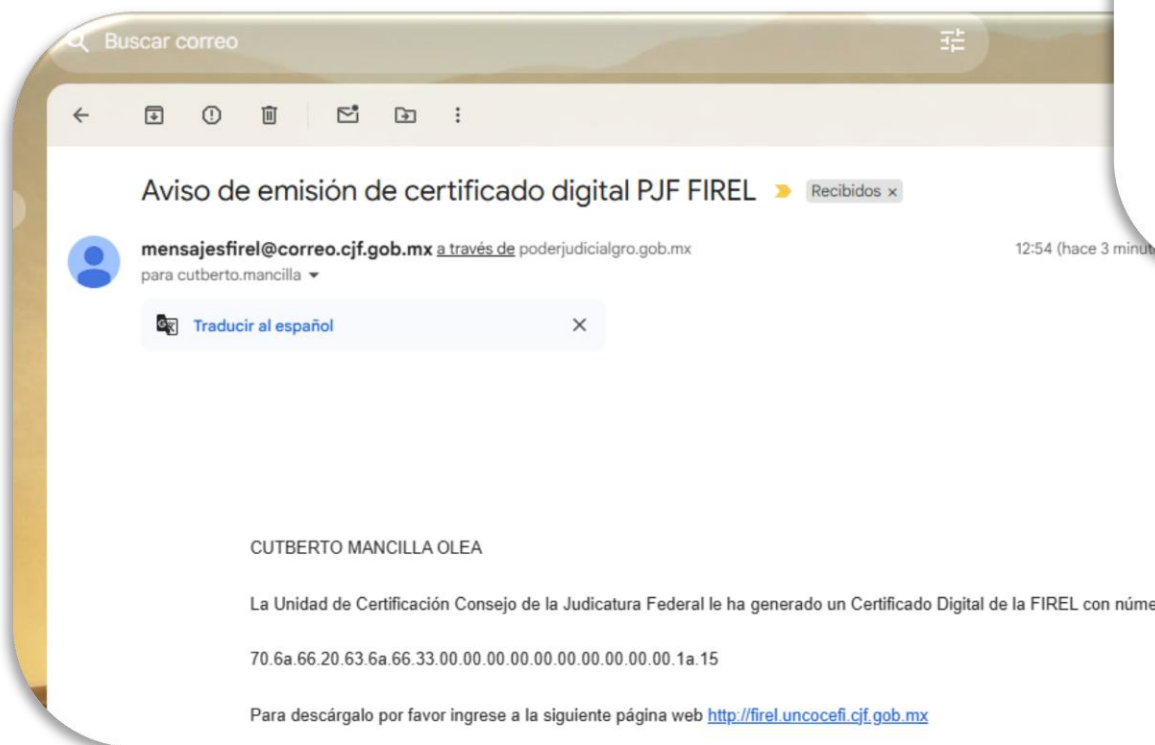 Buscar correo
Aviso de emisión de certificado digital PJF FIREL Recibidos x
mensajesfirel@correo.cjf.gob.mx a través de poderjudicialgro.gob.mx 12:54 (hace 3
para cutberto.mancilla
Traducir al español
CUTBERTO MANCILLA OLEA
La Unidad de Certificación Consejo de la Judicatura Federal le ha generado un Certificado Digital de la FIREL con
70.6a.66.20.63.6a.66.33.00.00.00.00.00.00.00.00.00.00.1a.15
Para descárgalo por favor ingrese a la siguiente página web http://firel.uncocefi.cjf.gob.mx